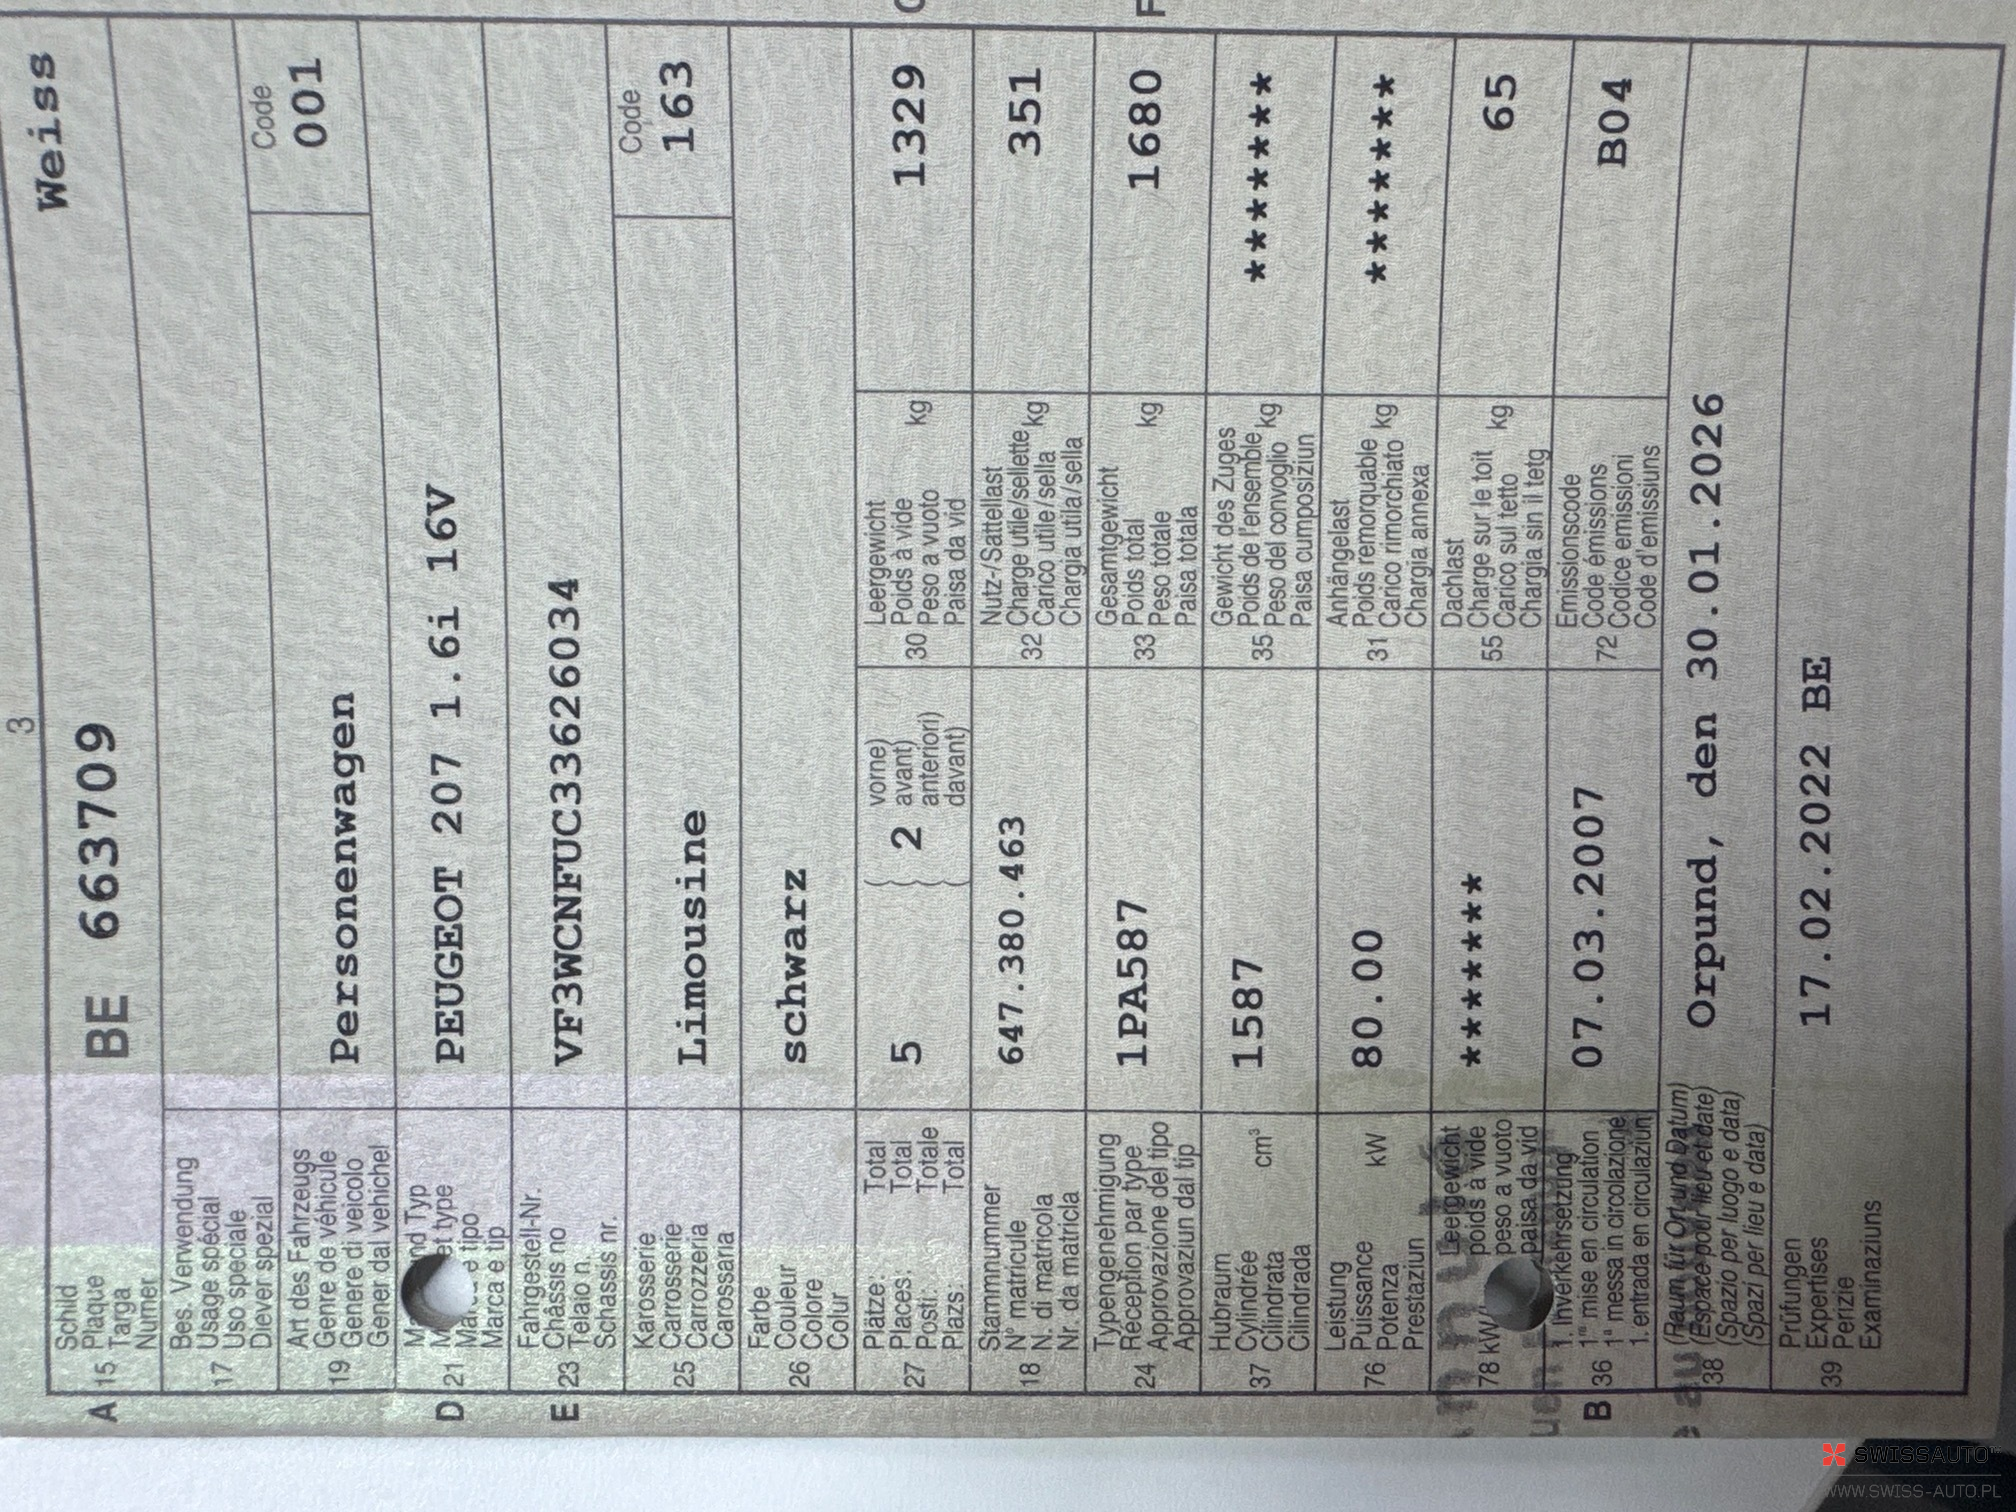 3
A 15 Schild
Plaque
Targa
Numer
BE 663709
Weiss
17 Bes. Verwendung
Usage spécial
Uso speciale
Diever spezial
19 Art des Fahrzeugs
Genre de véhicule
Genere di veicolo
Gener dal vehichel
Personenwagen
Code
001
D 21 Typ
et type
e tipo
Marca e tip
PEUGEOT 207 1.6i 16V
E 23 Fahrgestell-Nr.
Châssis no
Telaio n.
Schassis nr.
VF3WCNFUC33626034
25 Karosserie
Carrosserie
Carrozzeria
Carossaria
Limousine
Code
163
26 Farbe
Couleur
Colore
Colur
schwarz
27 Plätze: Total
Places: Total
Posti: Totale
Plazs: Total
5
2
vorne)
avant)
anteriori)
davant)
30 Leergewicht
Poids à vide
Peso a vuoto kg
Paisa da vid
1329
18 Stammnummer
N° matricule
N. di matricola
Nr. da matricla
647.380.463
32 Nutz-/Sattellast
Charge utile/sellette
Carico utile/sella kg
Chargia utila/sella
351
24 Typengenehmigung
Réception par type
Approvazione del tipo
Approvaziun dal tip
1PA587
33 Gesamtgewicht
Poids total
Peso totale kg
Paisa totala
1680
37 Hubraum
Cylindrée cm³
Cilindrata
Cilindrada
1587
35 Gewicht des Zuges
Poids de l'ensemble
Peso del convoglio kg
Paisa cumposiziun
*******
76 Leistung
Puissance kW
Potenza
Prestaziun
80.00
31 Anhängelast
Poids remorquable
Carico rimorchiato kg
Chargia annexa
*******
78 kW/ Leergewicht
poids à vide
peso a vuoto
paisa da vid
*******
55 Dachlast
Charge sur le toit
Carico sul tetto kg
Chargia sin il tetg
65
B 36 1. Inverkehrsetzung
1re mise en circulation
1a messa in circolazione
1. entrada en circulaziun
07.03.2007
72 Emissionscode
Code émissions
Codice emissioni
Code d'emissiuns
B04
38 (Raum für Ort und Datum)
(Espace pour lieu et date)
(Spazio per luogo e data)
(Spazi per lieu e data)
Orpund, den 30.01.2026
39 Prüfungen
Expertises
Perizie
Examinaziuns
17.02.2022 BE
SWISSAUTO
WWW.SWISS-AUTO.PL